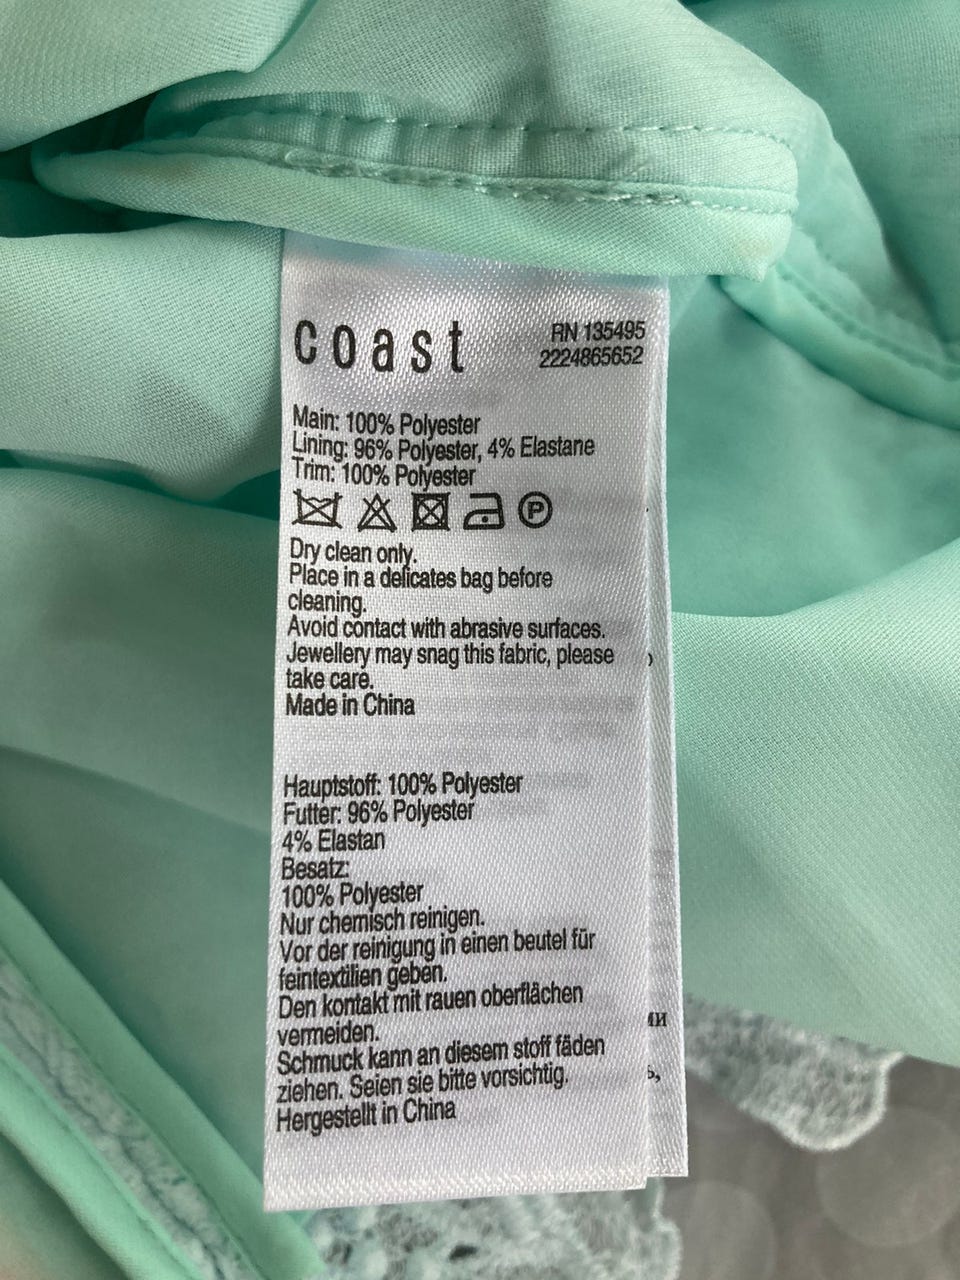 coast
RN 135495
2224865652
Main: 100% Polyester
Lining: 96% Polyester, 4% Elastane
Trim: 100% Polyester
P
Dry clean only.
Place in a delicates bag before
cleaning.
Avoid contact with abrasive surfaces.
Jewellery may snag this fabric, please
take care.
Made in China
Hauptstoff: 100% Polyester
Futter: 96% Polyester
4% Elastan
Besatz:
100% Polyester
Nur chemisch reinigen.
Vor der reinigung in einen beutel für
feintextilien geben.
Den kontakt mit rauen oberflächen
vermeiden.
Schmuck kann an diesem stoff fäden
ziehen. Seien sie bitte vorsichtig.
Hergestellt in China